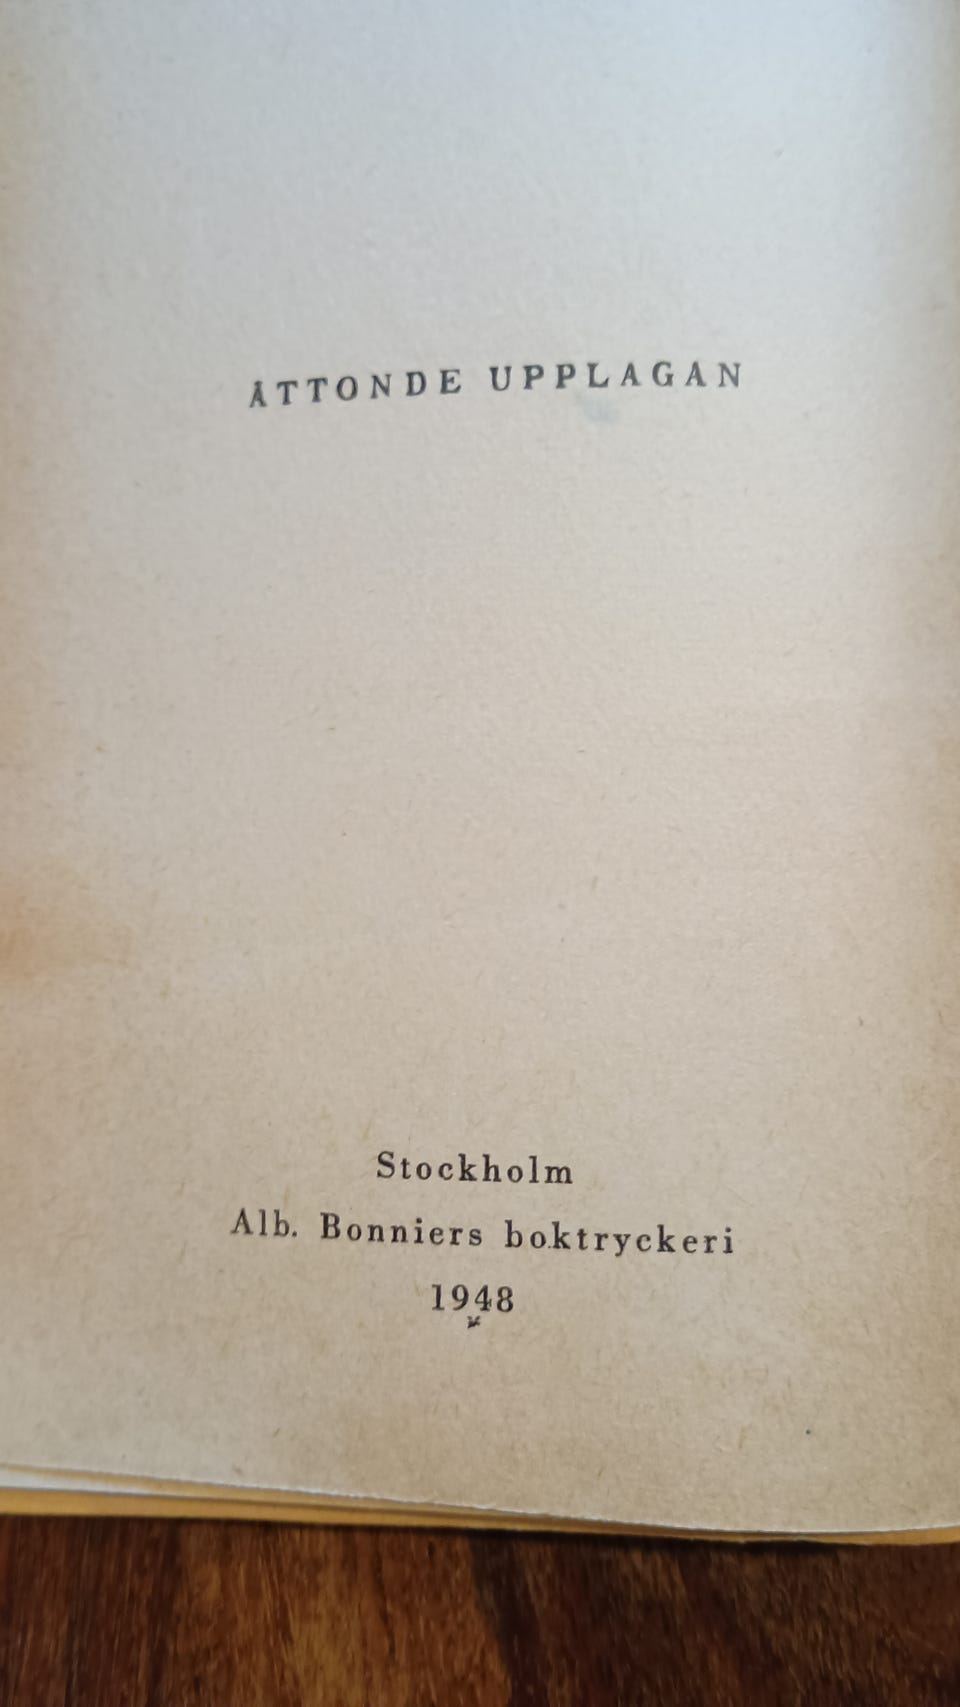 ÅTTONDE UPPLAGAN
Stockholm
Alb. Bonniers boktryckeri
1948